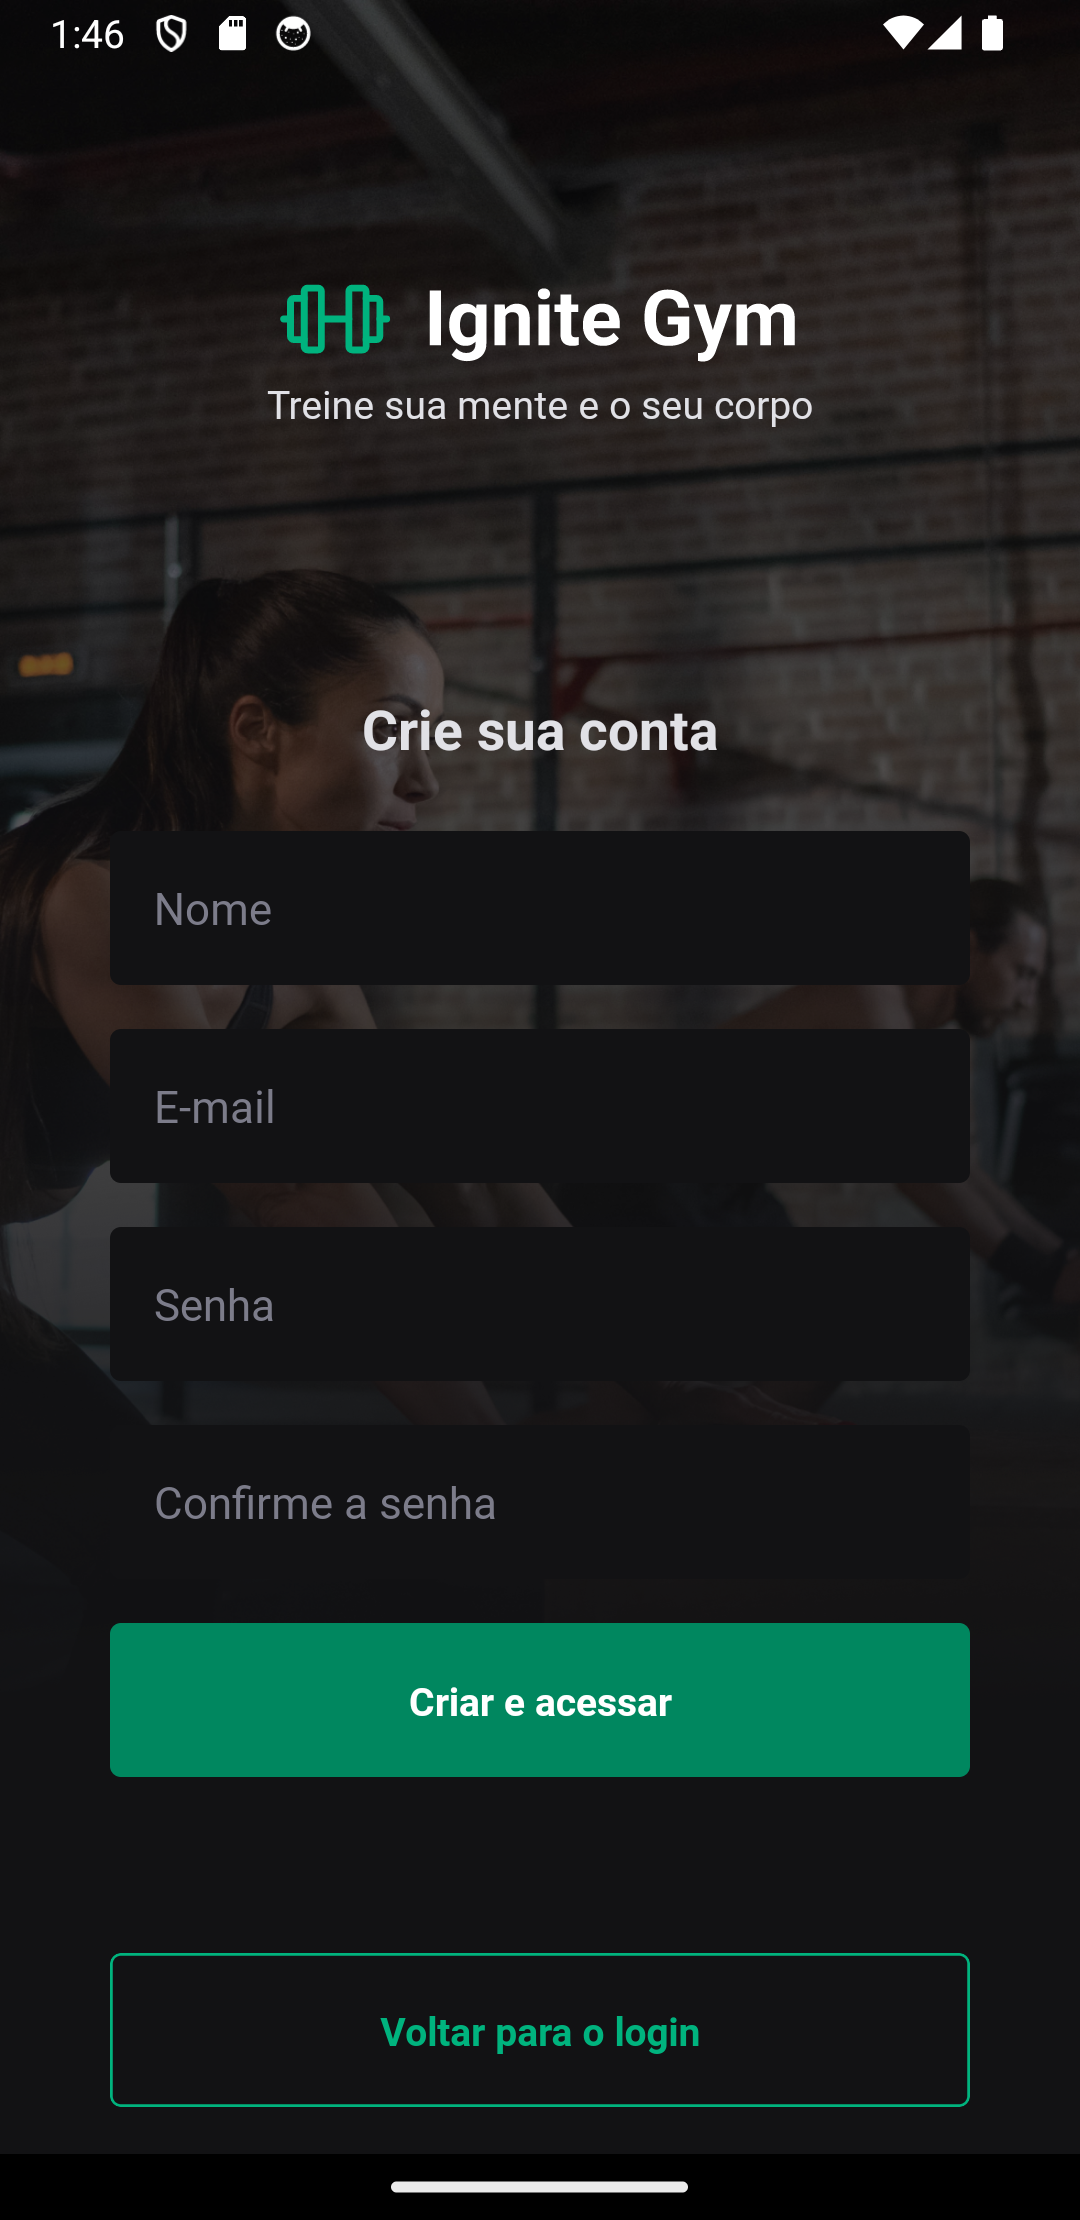 1:46
Ignite Gym
Treine sua mente e o seu corpo
Crie sua conta
Nome
E-mail
Senha
Confirme a senha
Criar e acessar
Voltar para o login